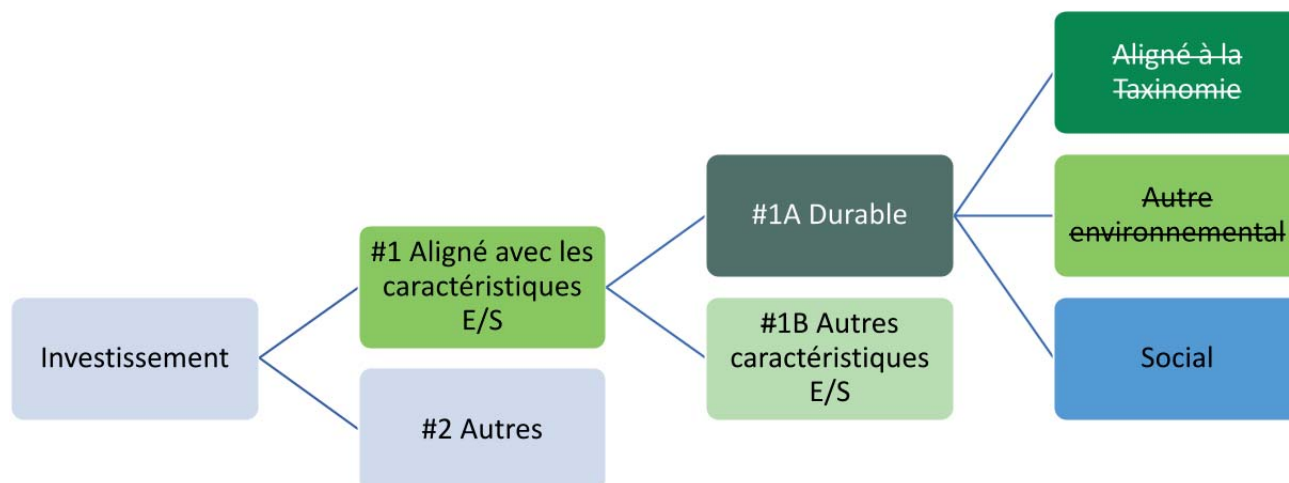 Investissement
#1 Aligné avec les
caractéristiques
E/S
#2 Autres
#1A Durable
#1B Autres
caractéristiques
E/S
Aligné à la
Taxinomie
Autre
environnemental
Social